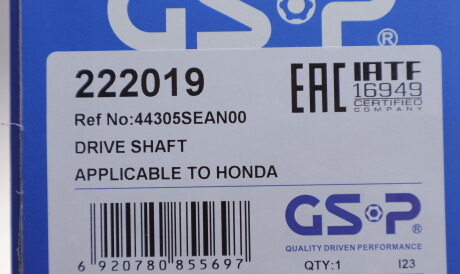 GSP®
222019
EAC
IATF
16949
CERTIFIED
COMPANY
Ref No:44305SEAN00
DRIVE SHAFT
APPLICABLE TO HONDA
GSP®
QUALITY DRIVEN PERFORMANCE
6 920780 855697
QTY:1 I23